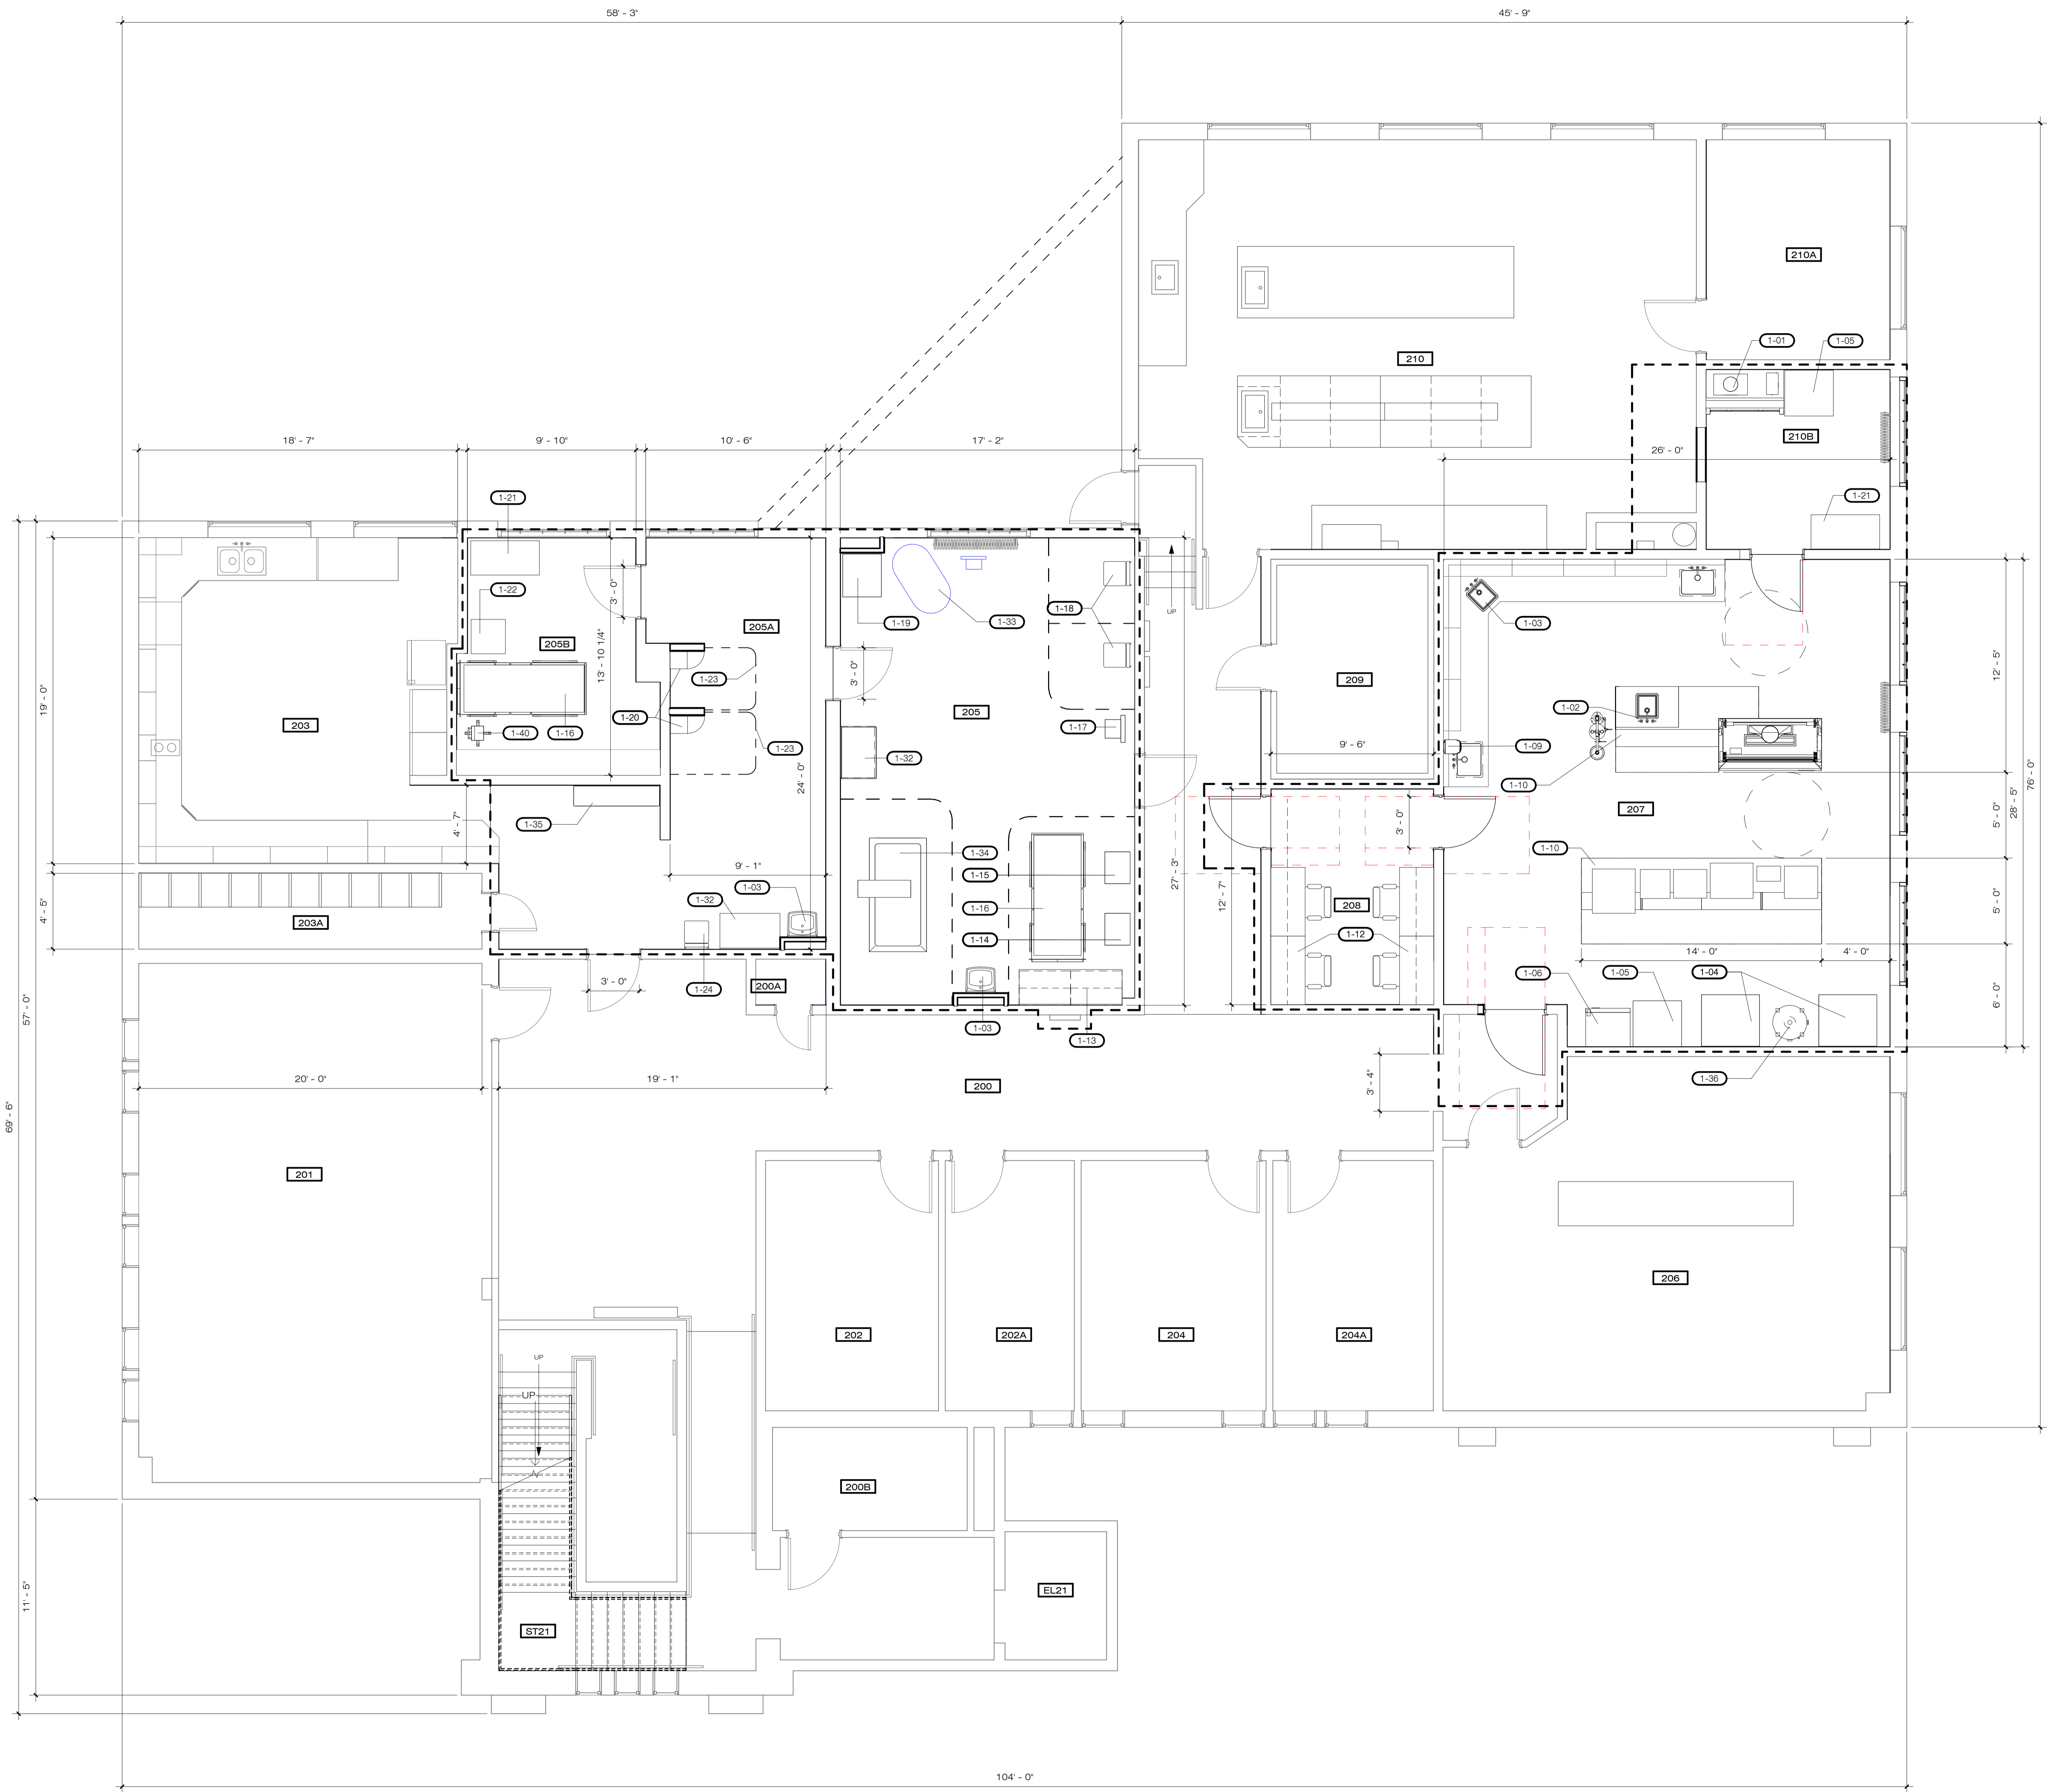 58' - 3"
45' - 9"
210A
1-01
1-05
210
18' - 7"
9' - 10"
10' - 6"
17' - 2"
210B
26' - 0"
1-21
1-21
1-22
3' - 0"
1-18
UP
1-19
1-33
1-03
205A
205B
13' - 10 1/4"
12' - 5"
3' - 0"
1-23
209
19' - 0"
203
1-20
205
1-02
1-40
1-16
1-17
1-23
9' - 6"
1-09
1-32
24' - 0"
1-10
76' - 0"
28' - 5"
207
5' - 0"
4' - 7"
1-35
3' - 0"
1-34
1-10
9' - 1"
1-15
27' - 3"
1-03
12' - 7"
5' - 0"
1-32
1-16
208
4' - 5"
203A
1-14
1-12
14' - 0"
4' - 0"
3' - 0"
1-24
200A
1-06
1-05
1-04
57' - 0"
6' - 0"
1-03
1-13
20' - 0"
19' - 1"
200
3' - 4"
1-36
69' - 6"
201
206
202
202A
204
204A
UP
UP
200B
11' - 5"
EL21
ST21
104' - 0"